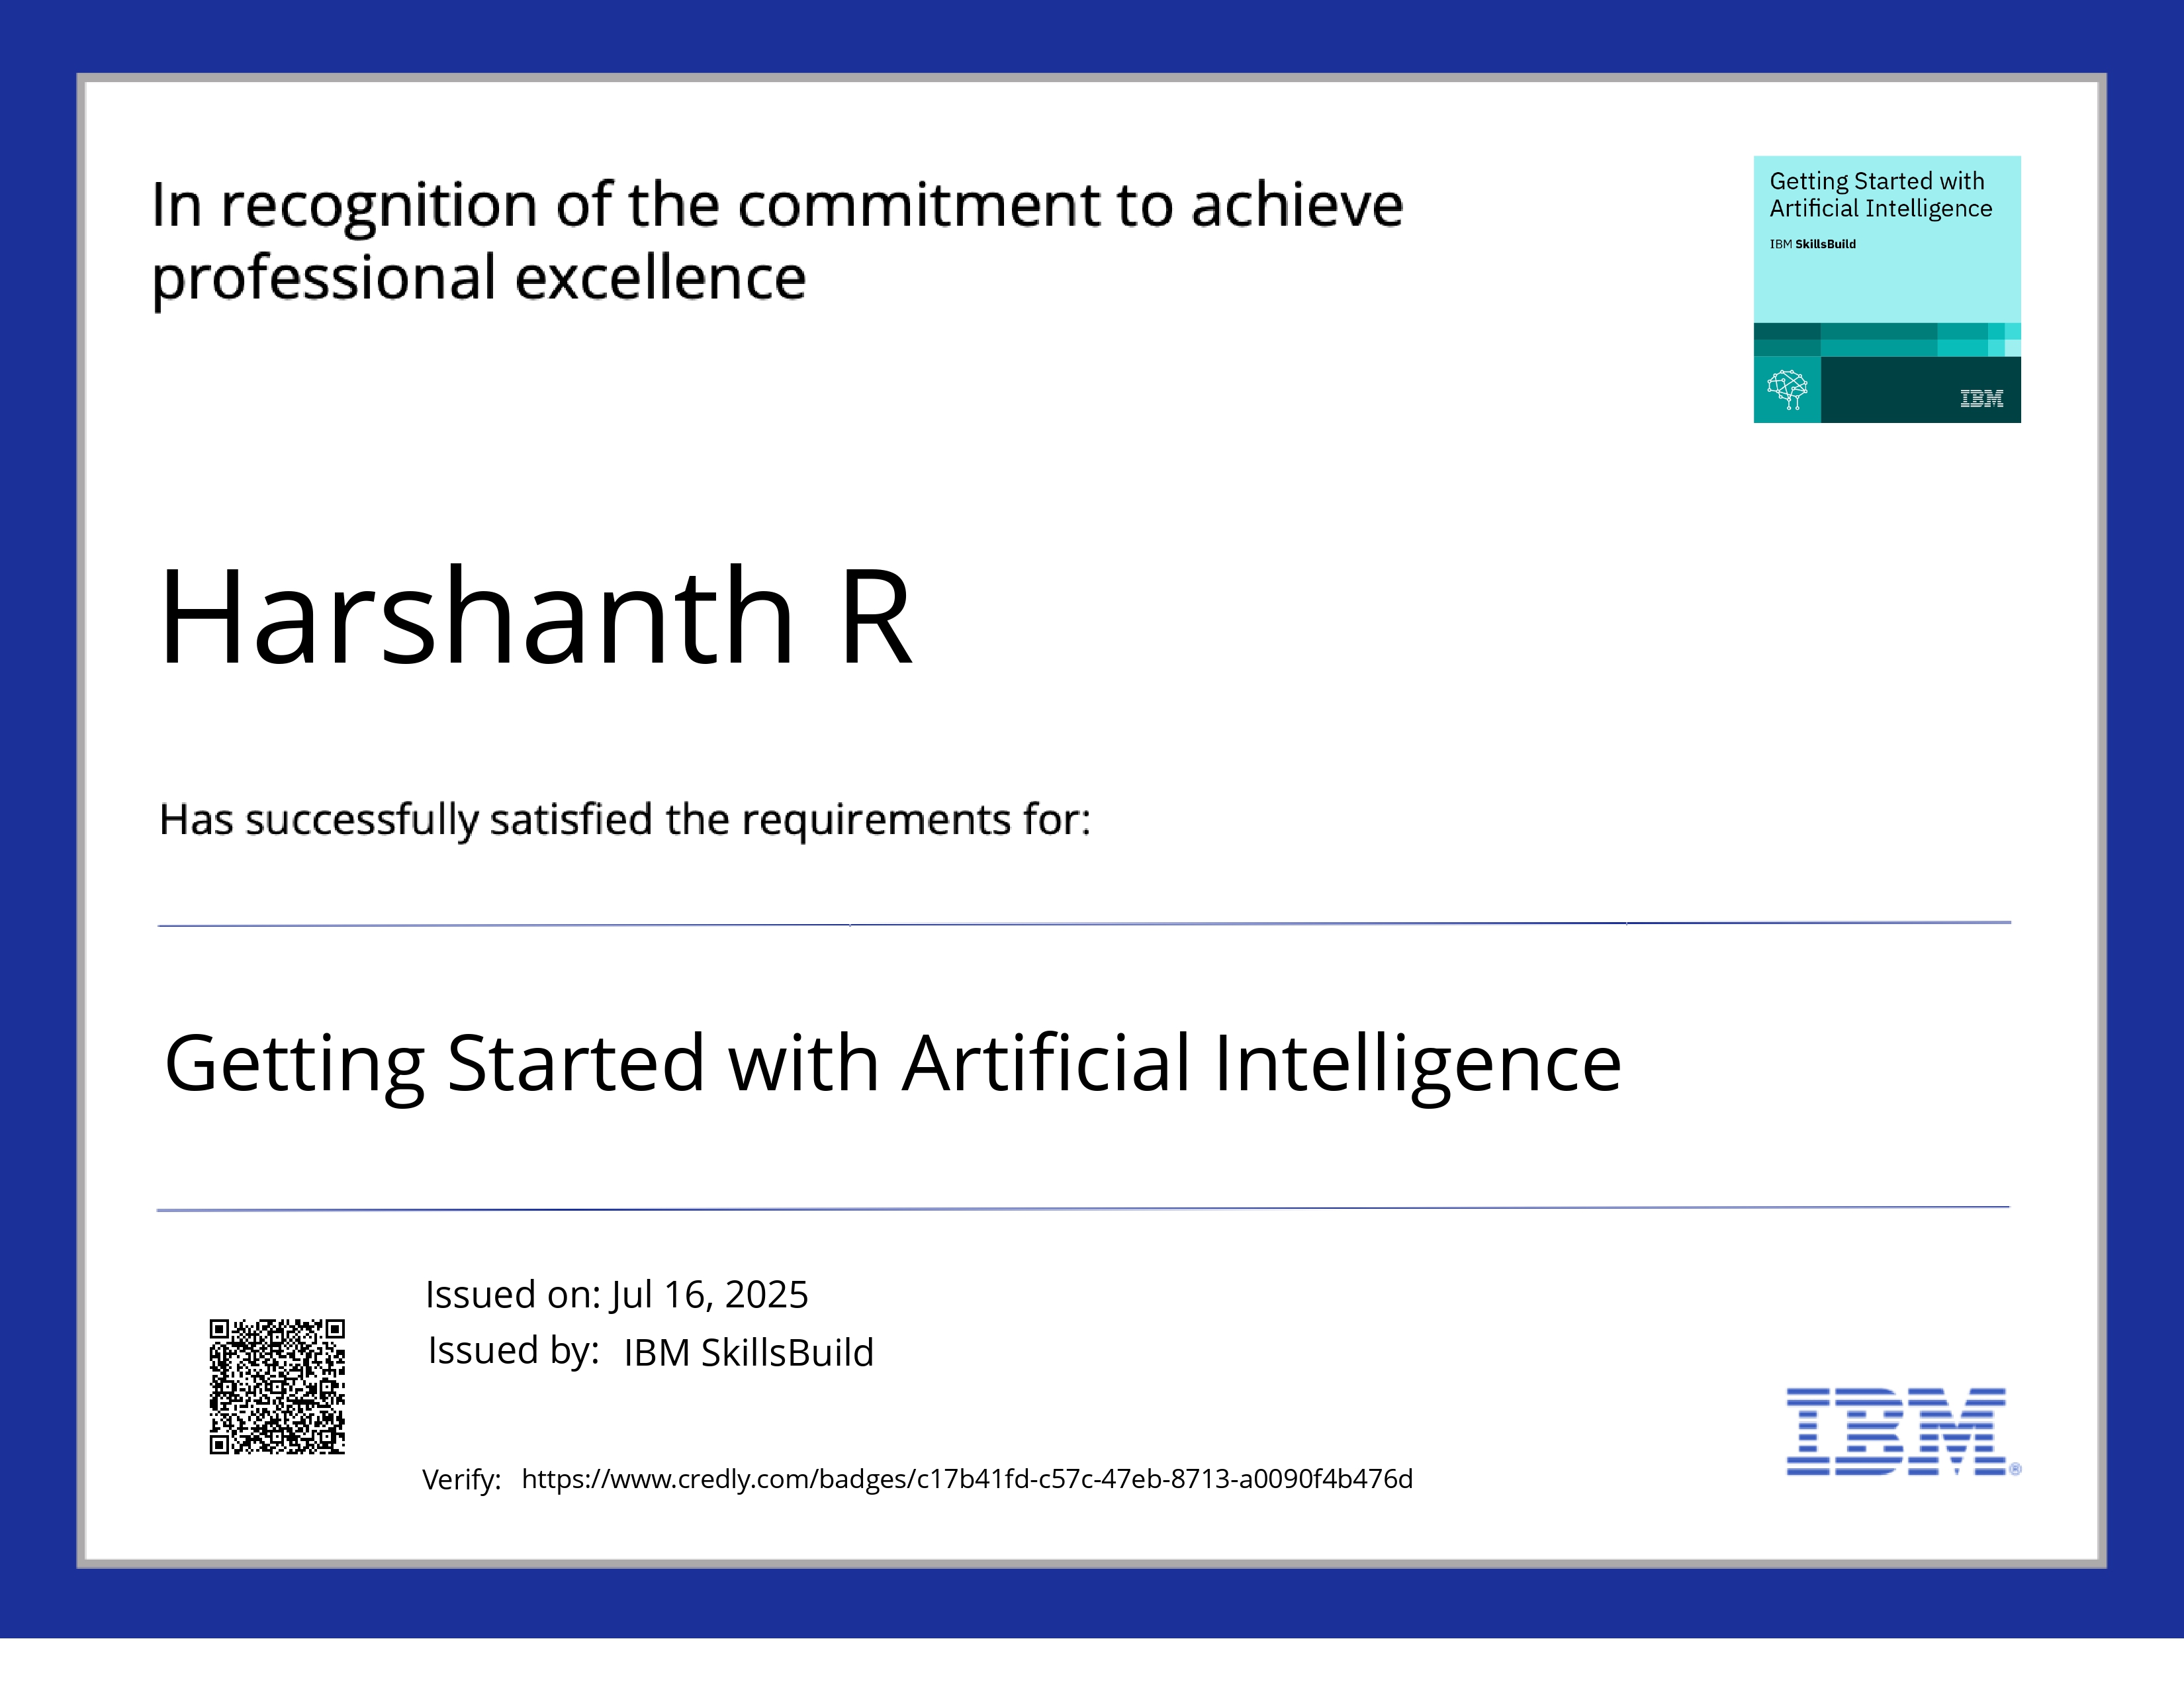 In recognition of the commitment to achieve
professional excellence
Getting Started with
Artificial Intelligence
IBM SkillsBuild
IBM
Harshanth R
Has successfully satisfied the requirements for:
Getting Started with Artificial Intelligence
Issued on: Jul 16, 2025
Issued by: IBM SkillsBuild
Verify: https://www.credly.com/badges/c17b41fd-c57c-47eb-8713-a0090f4b476d
IBM®